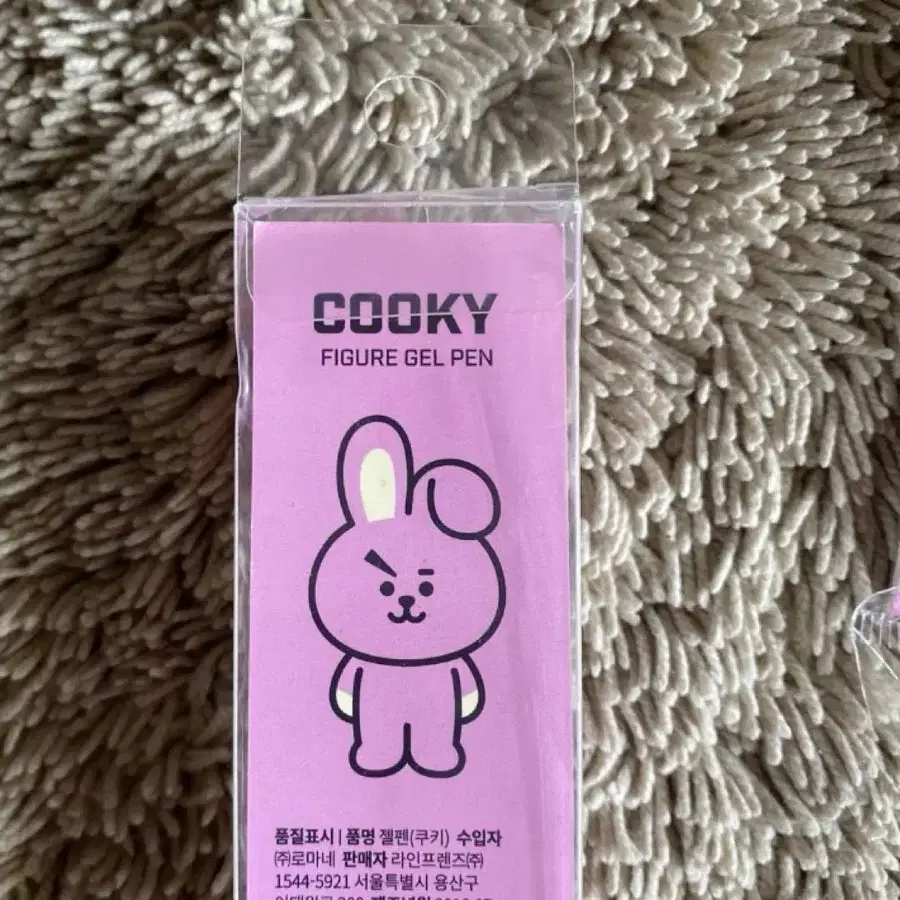 COOKY
FIGURE GEL PEN
품질표시 | 품명 젤펜(쿠키) 수입자
㈜로마네 판매자 라인프렌즈㈜
1544-5921 서울특별시 용산구